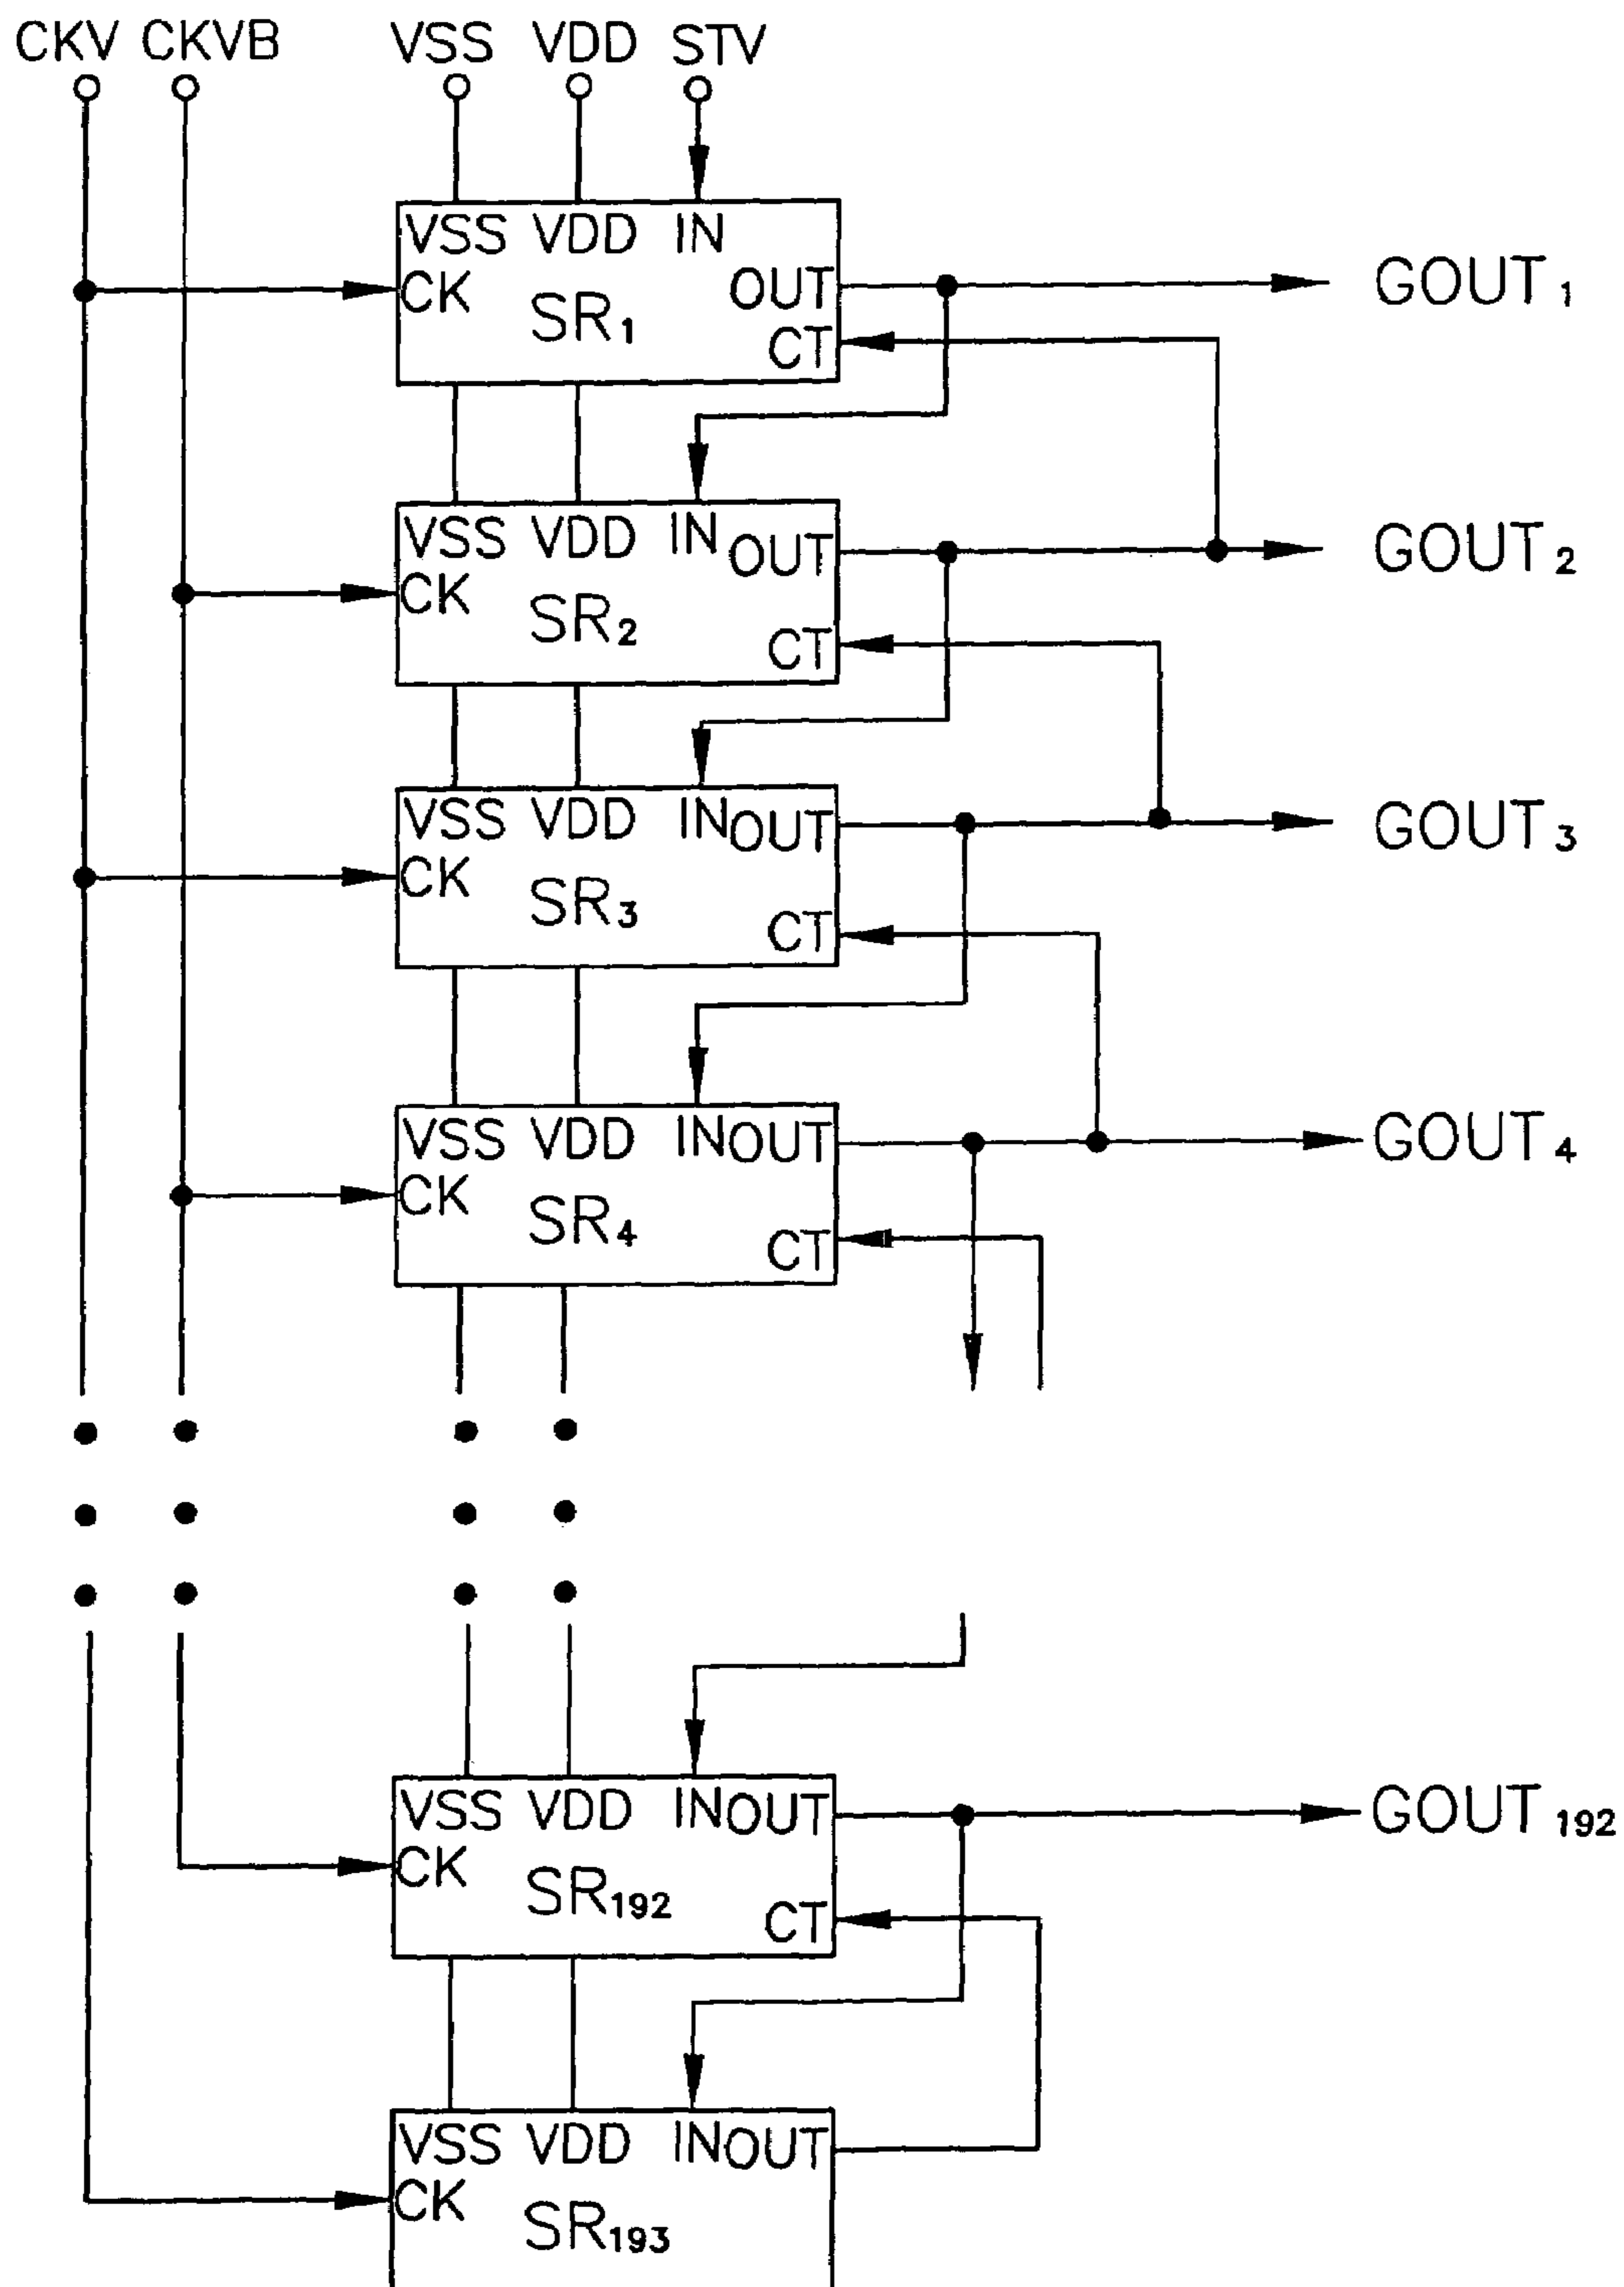 CKV CKVB VSS VDD STV
VSS VDD IN
CK OUT GOUT₁
SR₁
CT
VSS VDD IN OUT GOUT₂
CK
SR₂
CT
VSS VDD IN OUT GOUT₃
CK
SR₃
CT
VSS VDD IN OUT GOUT₄
CK
SR₄
CT
VSS VDD IN OUT GOUT₁₉₂
CK
SR₁₉₂
CT
VSS VDD IN OUT
CK
SR₁₉₃